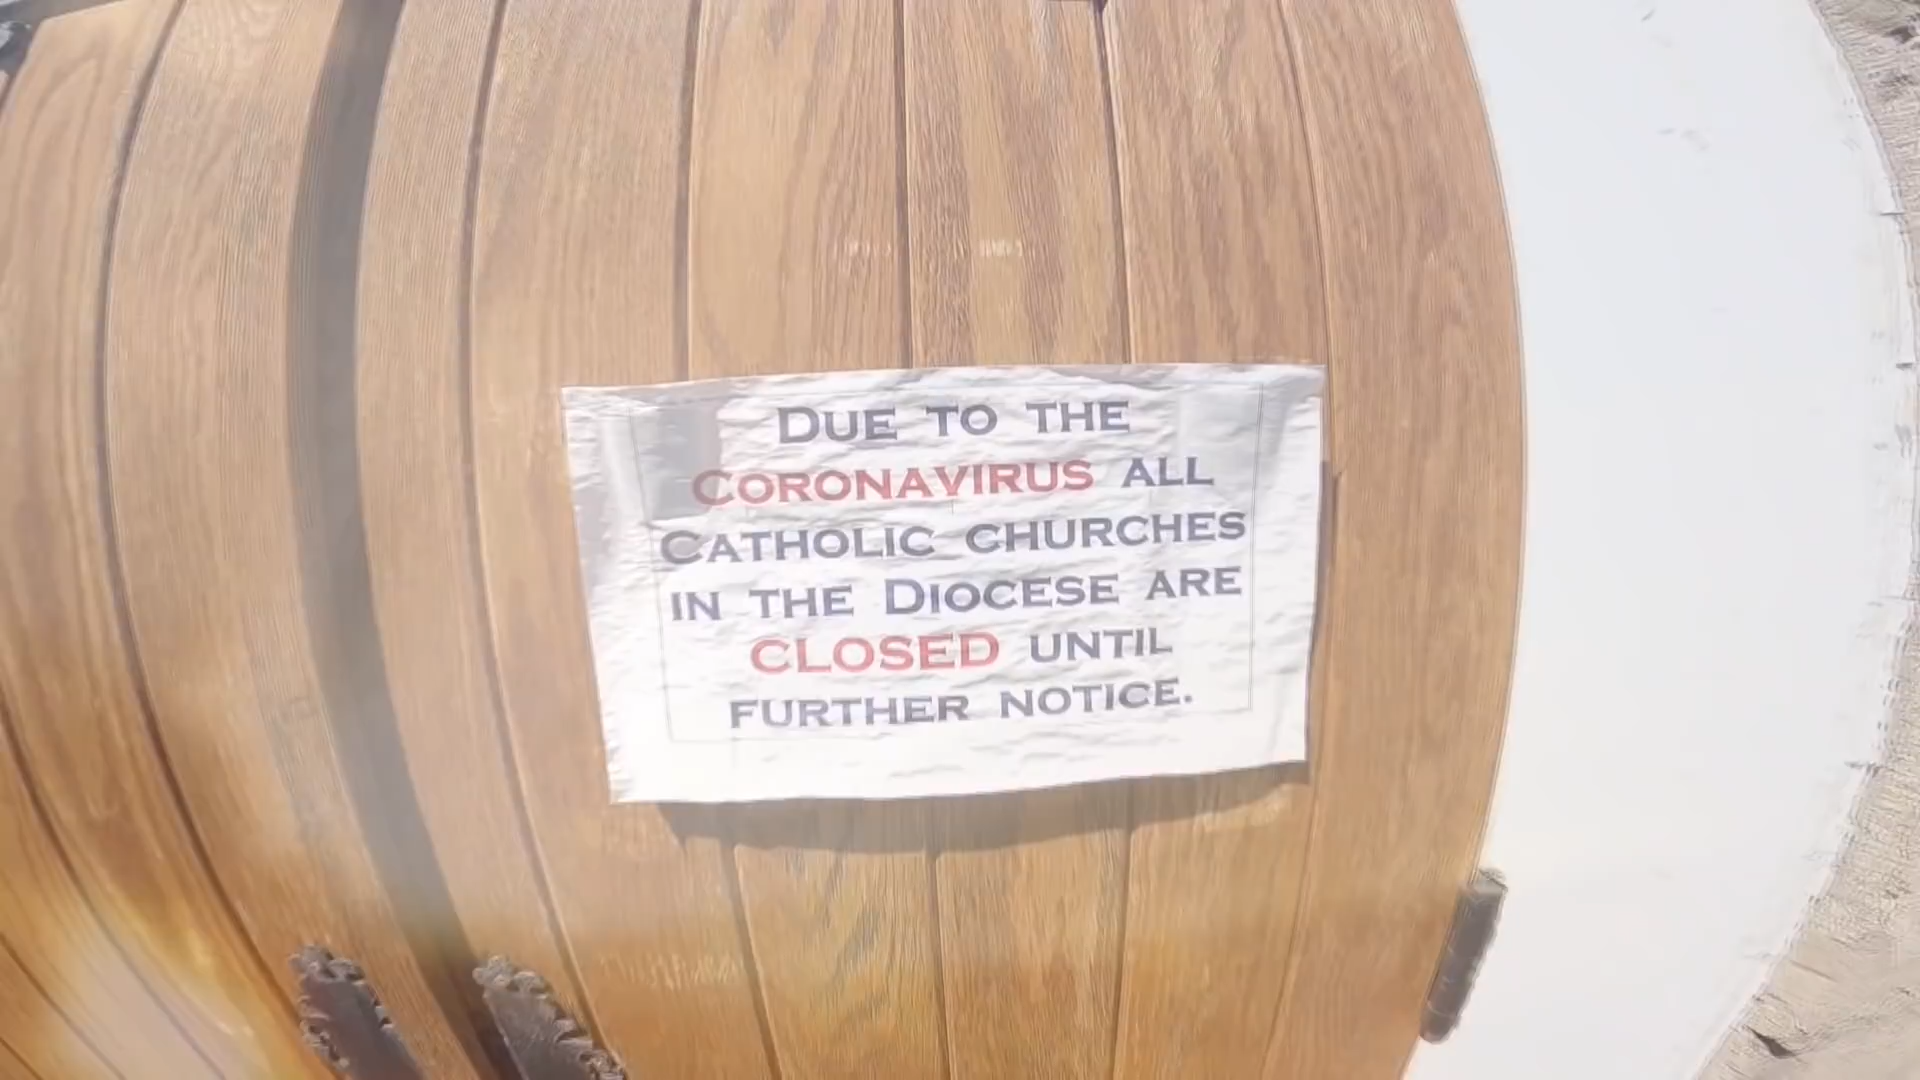 DUE TO THE
CORONAVIRUS ALL
CATHOLIC CHURCHES
IN THE DIOCESE ARE
CLOSED UNTIL
FURTHER NOTICE.